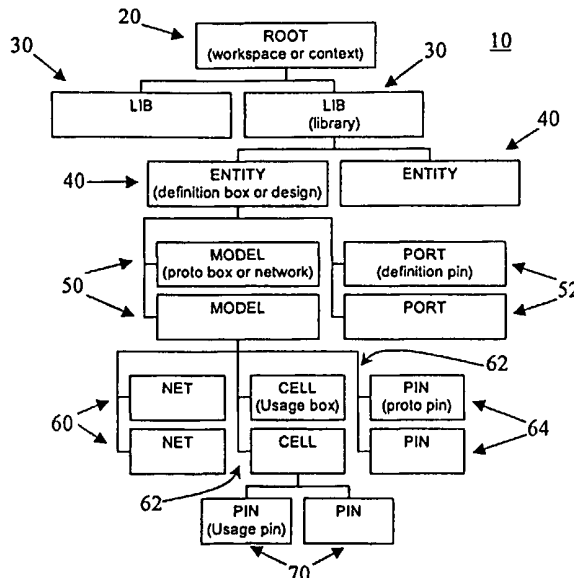 20
ROOT
(workspace or context)
10
30
30
LIB
LIB
(library)
40
40
ENTITY
(definition box or design)
ENTITY
MODEL
(proto box or network)
PORT
(definition pin)
50
52
MODEL
PORT
62
NET
CELL
(Usage box)
PIN
(proto pin)
60
64
NET
CELL
PIN
62
PIN
(Usage pin)
PIN
70